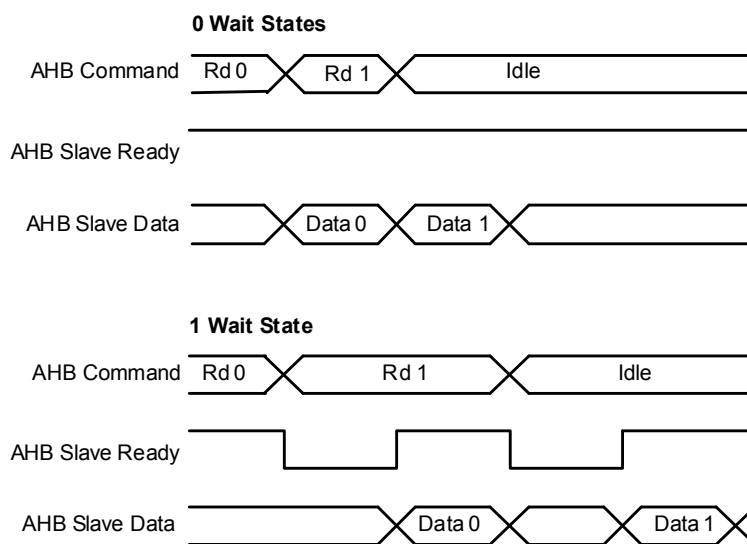 0 Wait States
AHB Command Rd 0 Rd 1 Idle
AHB Slave Ready
AHB Slave Data Data 0 Data 1
1 Wait State
AHB Command Rd 0 Rd 1 Idle
AHB Slave Ready
AHB Slave Data Data 0 Data 1